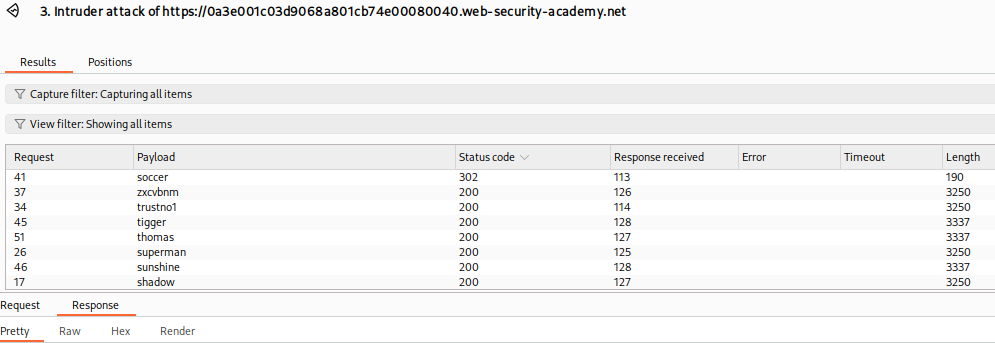 3. Intruder attack of https://0a3e001c03d9068a801cb74e00080040.web-security-academy.net
Results Positions
Capture filter: Capturing all items
View filter: Showing all items
Request Payload Status code Response received Error Timeout Length
41 soccer 302 113 190
37 zxcvbnm 200 126 3250
34 trustno1 200 114 3250
45 tigger 200 128 3337
51 thomas 200 127 3337
26 superman 200 125 3250
46 sunshine 200 128 3337
17 shadow 200 127 3250
Request Response
Pretty Raw Hex Render